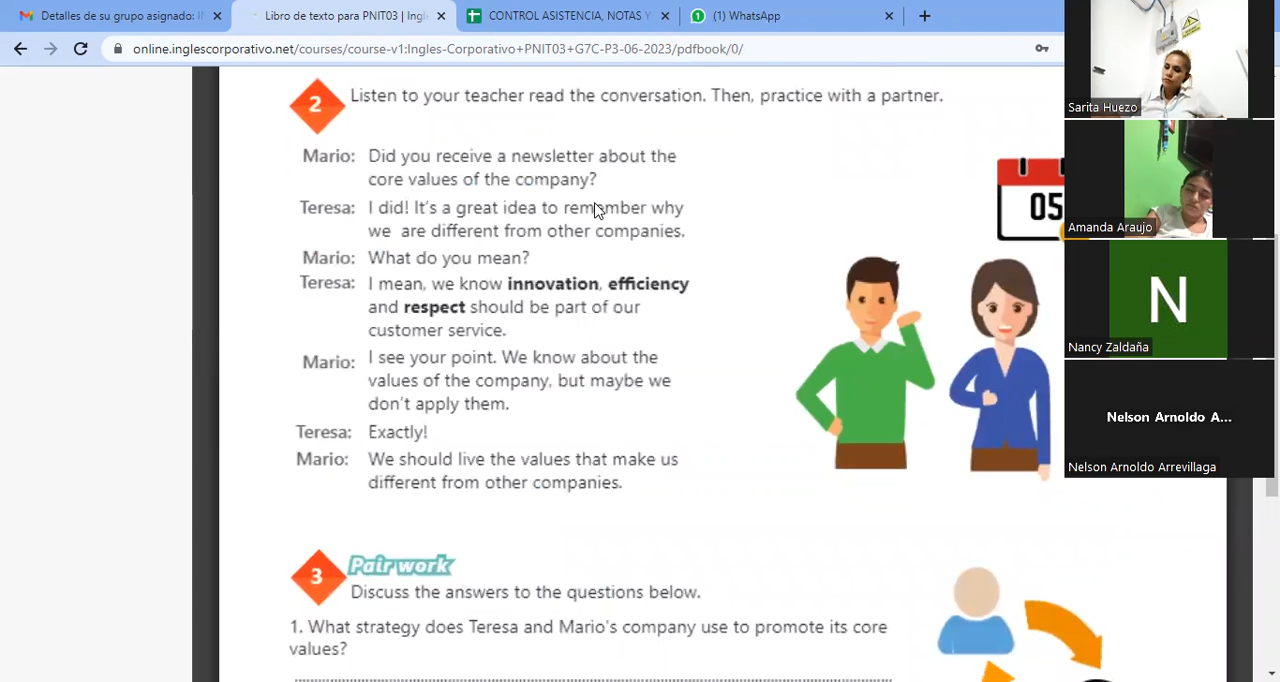 Detalles de su grupo asignado: I
Libro de texto para PNIT03 | Ingl
CONTROL ASISTENCIA, NOTAS Y
(1) WhatsApp
online.inglescorporativo.net/courses/course-v1:Ingles-Corporativo+PNIT03+G7C-P3-06-2023/pdfbook/0/
2
Listen to your teacher read the conversation. Then, practice with a partner.
Mario: Did you receive a newsletter about the
core values of the company?
Teresa: I did! It's a great idea to remember why
we are different from other companies.
Mario: What do you mean?
Teresa: I mean, we know innovation, efficiency
and respect should be part of our
customer service.
Mario: I see your point. We know about the
values of the company, but maybe we
don't apply them.
Teresa: Exactly!
Mario: We should live the values that make us
different from other companies.
05
3
Pair work
Discuss the answers to the questions below.
1. What strategy does Teresa and Mario's company use to promote its core
values?
Sarita Huezo
Amanda Araujo
N
Nancy Zaldaña
Nelson Arnoldo A...
Nelson Arnoldo Arrevillaga